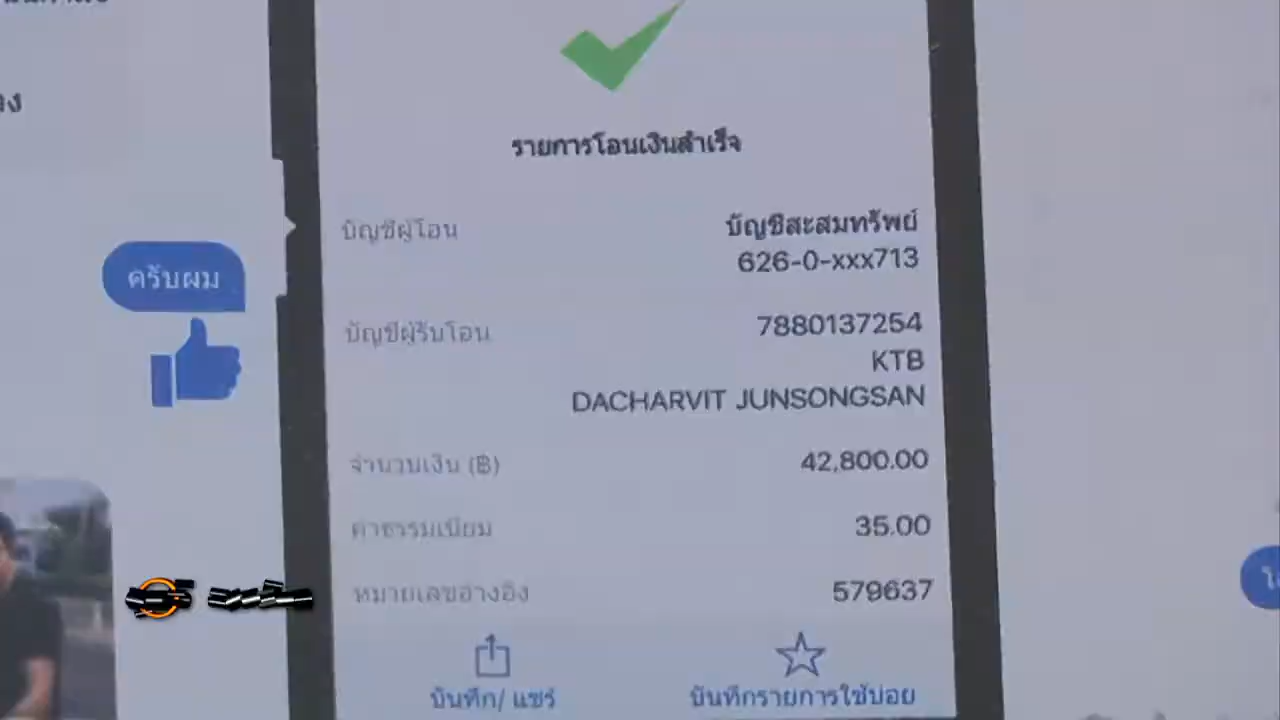 รายการโอนเงินสำเร็จ
บัญชีผู้โอน
บัญชีสะสมทรัพย์
626-0-xxx713
ครับผม
บัญชีผู้รับโอน
7880137254
KTB
DACHARVIT JUNSONGSAN
จำนวนเงิน (฿)
42,800.00
ค่าธรรมเนียม
35.00
หมายเลขอ้างอิง
579637
บันทึก/ แชร์
บันทึกรายการใช้บ่อย